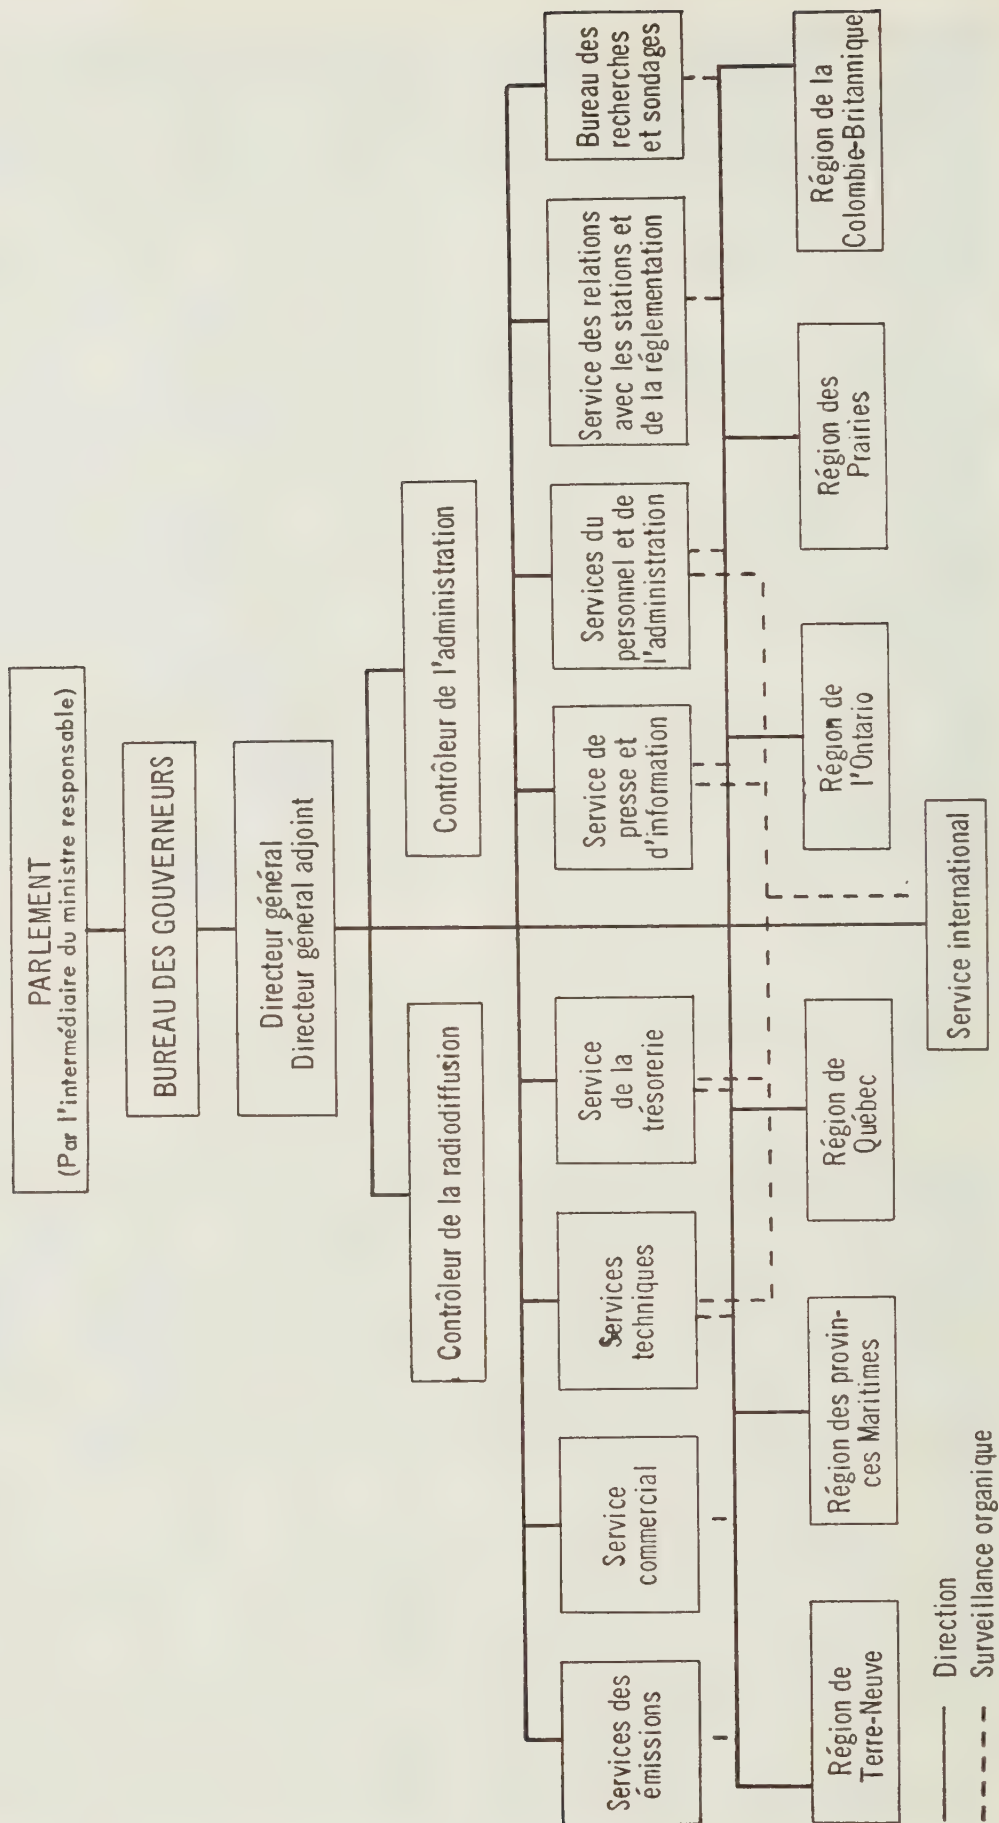 PARLEMENT
(Par l'intermédiaire du ministre responsable)
BUREAU DES GOUVERNEURS
Directeur général
Directeur général adjoint
Contrôleur de la radiodiffusion
Contrôleur de l'administration
Services des
émissions
Service
commercial
Services
techniques
Service
de la
trésorerie
Service de
presse et
d'information
Services du
personnel et de
l'administration
Service des relations
avec les stations et
de la réglementation
Bureau des
recherches
et sondages
Région de
Terre-Neuve
Région des provin-
ces Maritimes
Région de
Québec
Région de
l'Ontario
Région des
Prairies
Région de la
Colombie-Britannique
Service international
Direction
Surveillance organique